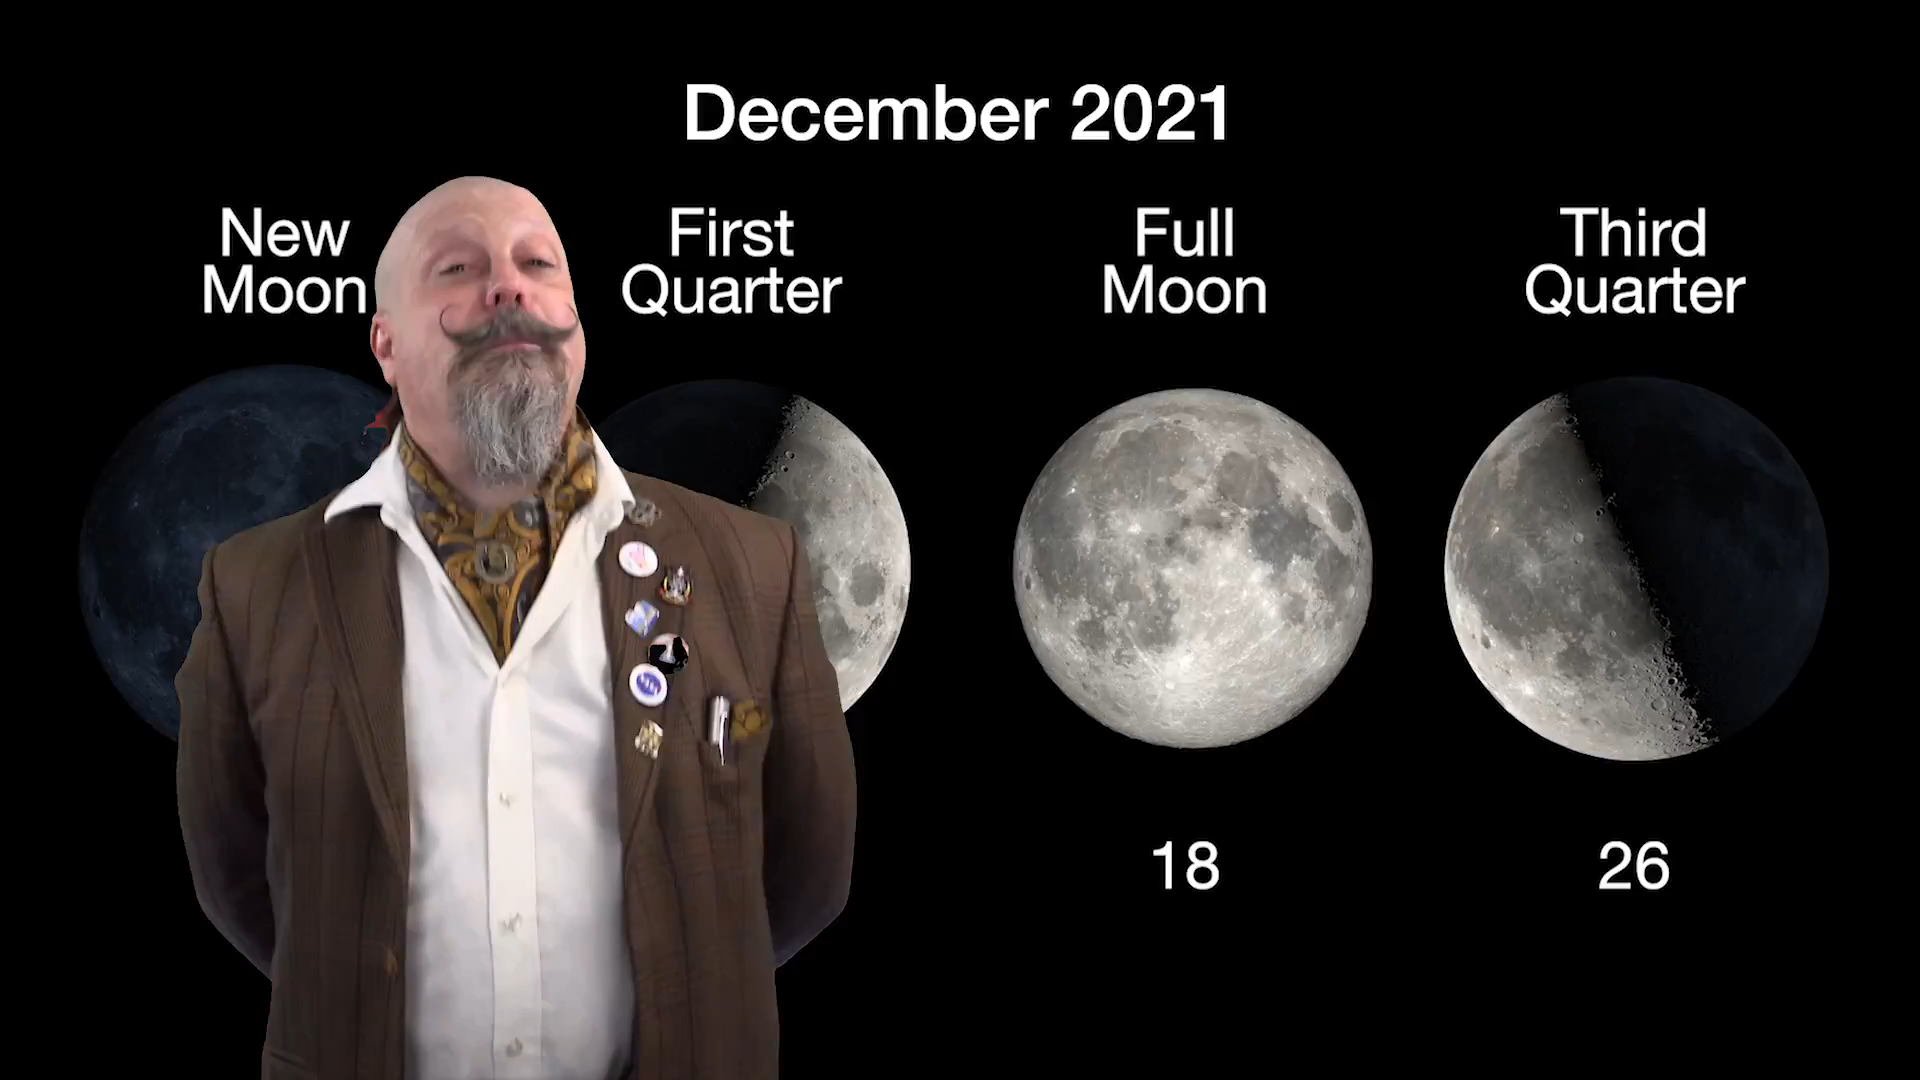 December 2021
New
Moon
First
Quarter
Full
Moon
Third
Quarter
18
26